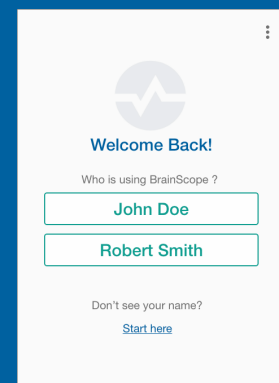 Welcome Back!
Who is using BrainScope ?
John Doe
Robert Smith
Don't see your name?
Start here